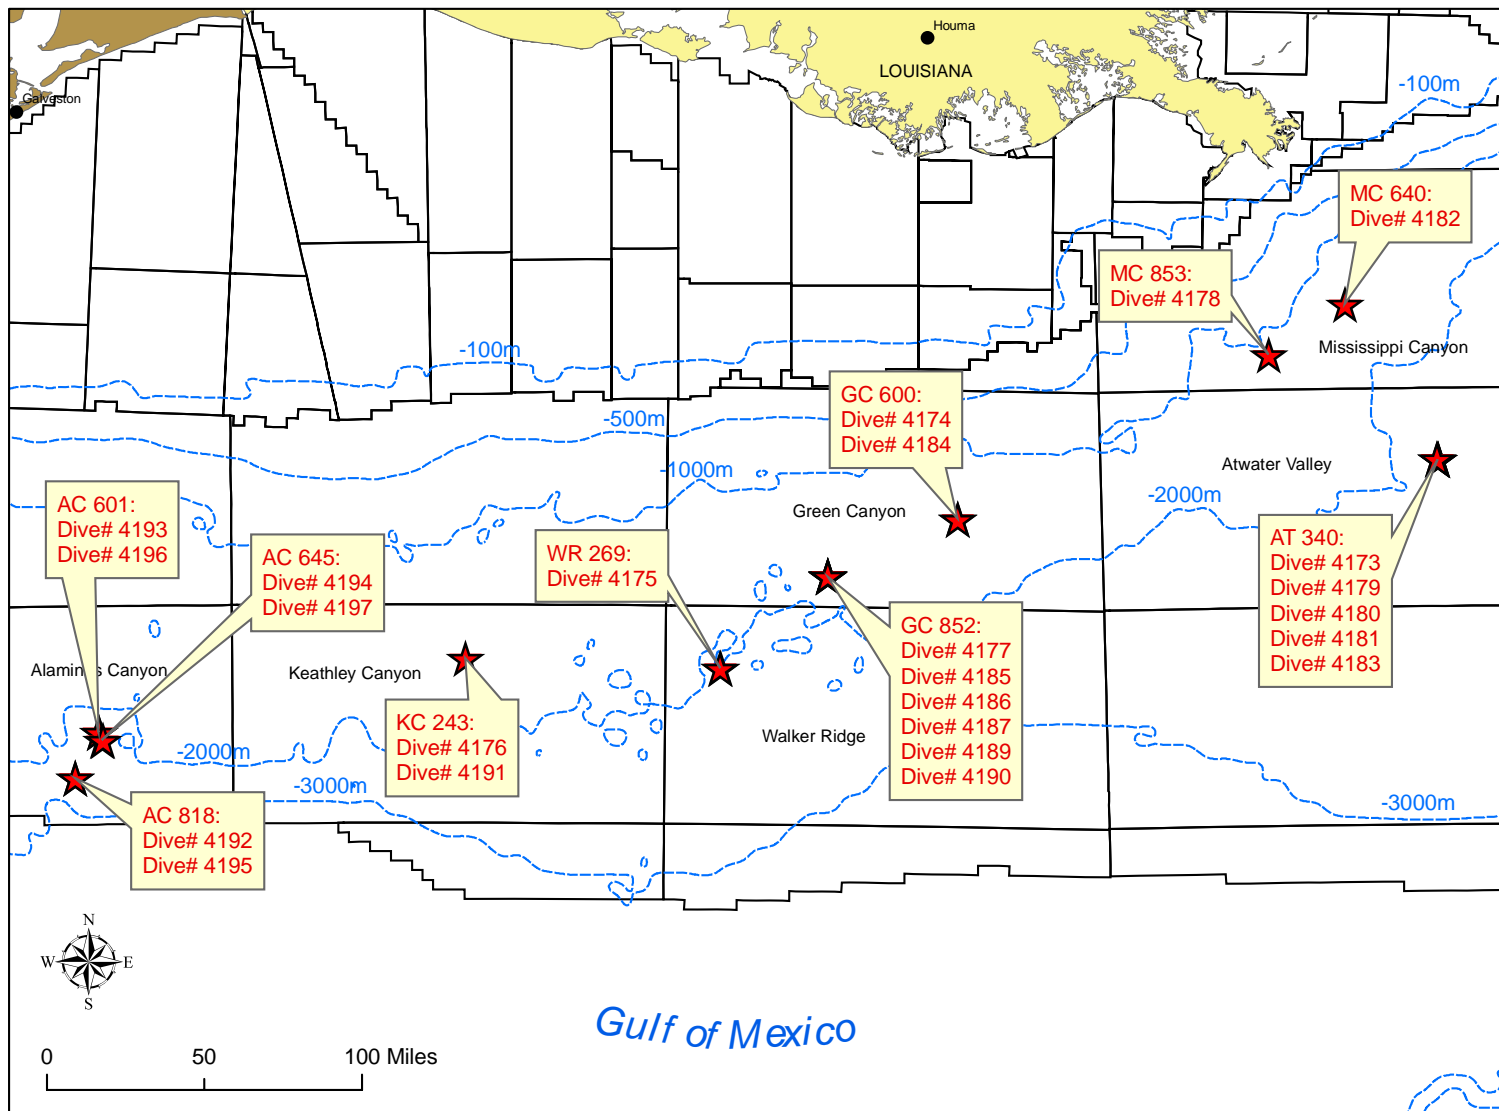 Houma
LOUISIANA
Galveston
-100m
MC 640:
Dive# 4182
MC 853:
Dive# 4178
Mississippi Canyon
-100m
GC 600:
Dive# 4174
Dive# 4184
-500m
-1000m
Atwater Valley
-2000m
Green Canyon
AC 601:
Dive# 4193
Dive# 4196
AC 645:
Dive# 4194
Dive# 4197
WR 269:
Dive# 4175
AT 340:
Dive# 4173
Dive# 4179
Dive# 4180
Dive# 4181
Dive# 4183
GC 852:
Dive# 4177
Dive# 4185
Dive# 4186
Dive# 4187
Dive# 4189
Dive# 4190
Alaminos Canyon
Keathley Canyon
KC 243:
Dive# 4176
Dive# 4191
Walker Ridge
-2000m
-3000m
-3000m
AC 818:
Dive# 4192
Dive# 4195
N
W
E
S
Gulf of Mexico
0 50 100 Miles